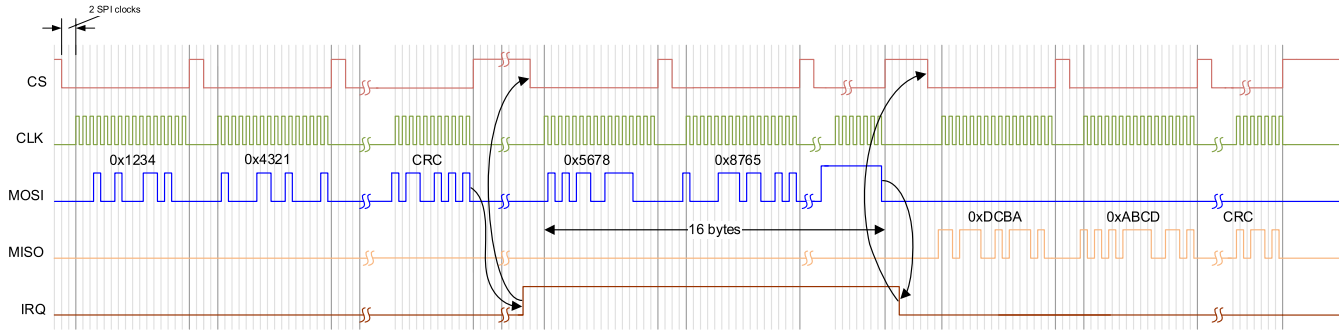 2 SPI clocks
CS
CLK
0x1234 0x4321 CRC 0x5678 0x8765
MOSI
0xDCBA 0xABCD CRC
16 bytes
MISO
IRQ